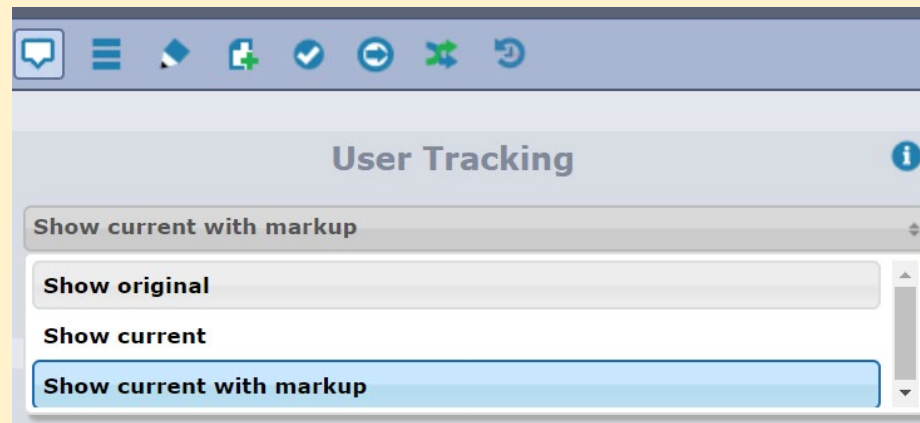 User Tracking
Show current with markup
Show original
Show current
Show current with markup